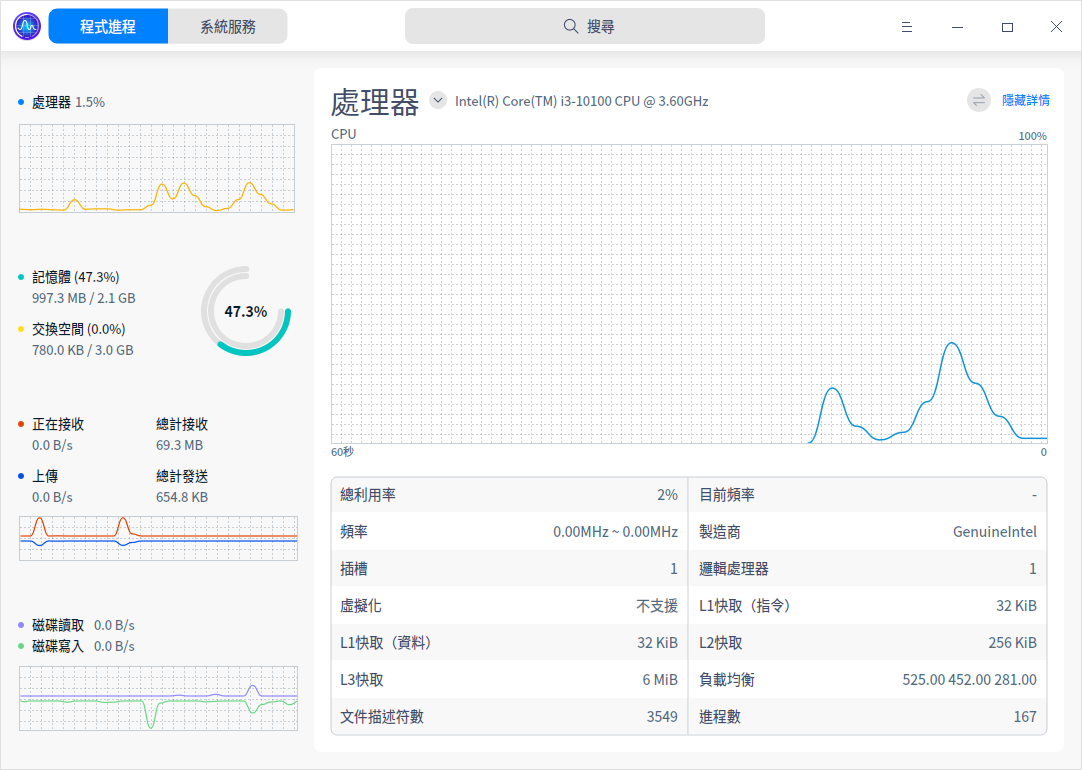 程式進程
系統服務
搜尋
處理器 1.5%
記憶體 (47.3%)
997.3 MB / 2.1 GB
交換空間 (0.0%)
780.0 KB / 3.0 GB
47.3%
正在接收
0.0 B/s
總計接收
69.3 MB
上傳
0.0 B/s
總計發送
654.8 KB
磁碟讀取 0.0 B/s
磁碟寫入 0.0 B/s
處理器 Intel(R) Core(TM) i3-10100 CPU @ 3.60GHz
隱藏詳情
CPU 100%
60秒 0
總利用率 2% 目前頻率 -
頻率 0.00MHz ~ 0.00MHz 製造商 GenuineIntel
插槽 1 邏輯處理器 1
虛擬化 不支援 L1快取（指令） 32 KiB
L1快取（資料） 32 KiB L2快取 256 KiB
L3快取 6 MiB 負載均衡 525.00 452.00 281.00
文件描述符數 3549 進程數 167